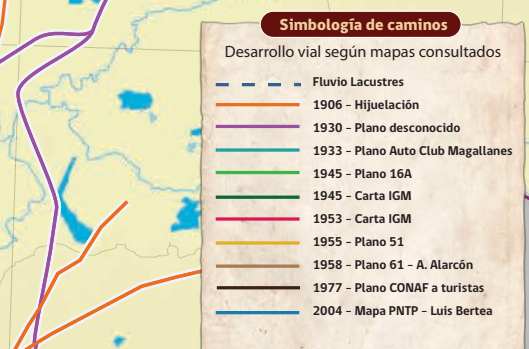 Simbología de caminos
Desarrollo vial según mapas consultados
Fluvio Lacustres
1906 - Hijuelación
1930 - Plano desconocido
1933 - Plano Auto Club Magallanes
1945 - Plano 16A
1945 - Carta IGM
1953 - Carta IGM
1955 - Plano 51
1958 - Plano 61 - A. Alarcón
1977 - Plano CONAF a turistas
2004 - Mapa PNTP - Luis Bertea